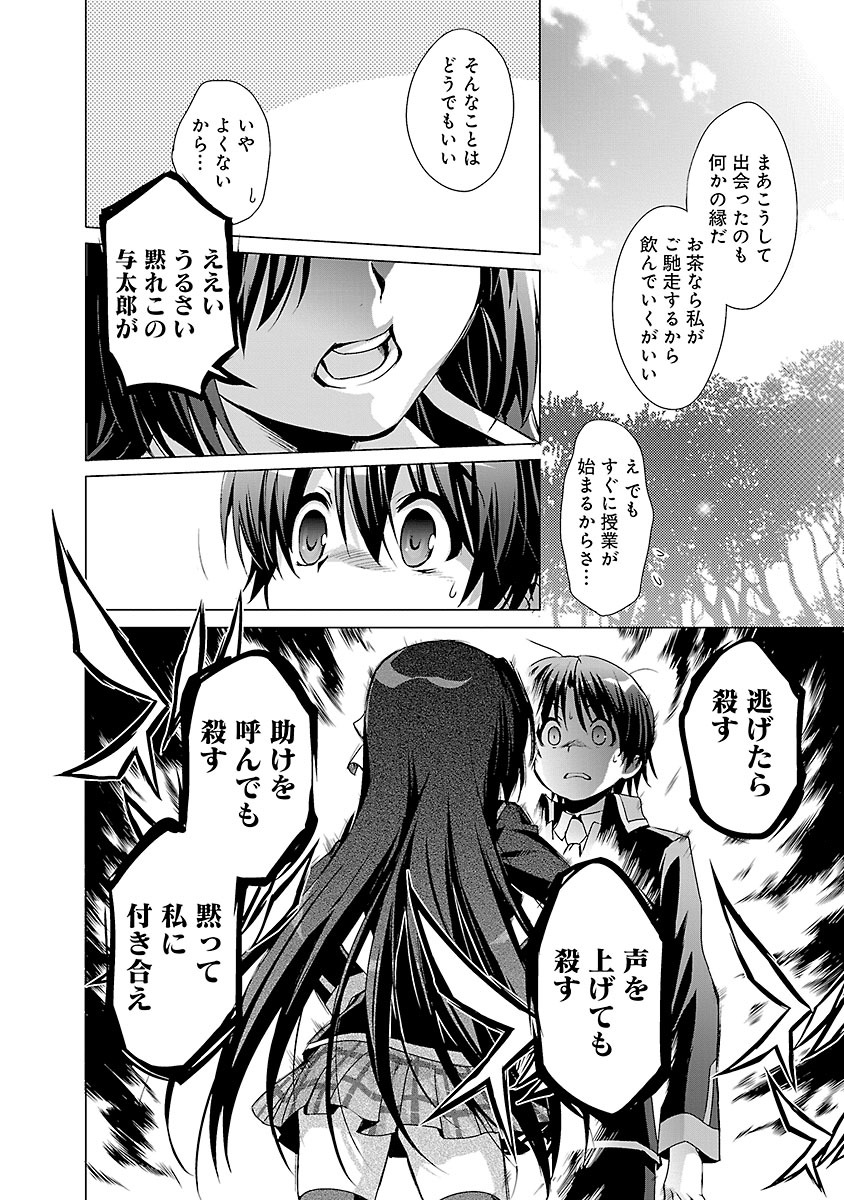 まあこうして
出会ったのも
何かの縁だ
お茶なら私が
ご馳走するから
飲んでいくがいい
えでも
すぐに授業が
始まるからさ…
そんなことは
どうでもいい
いや
よくない
から…
ええい
うるさい
黙れこの
与太郎が
逃げたら
殺す
声を
上げても
殺す
助けを
呼んでも
殺す
黙って
私に
付き合え